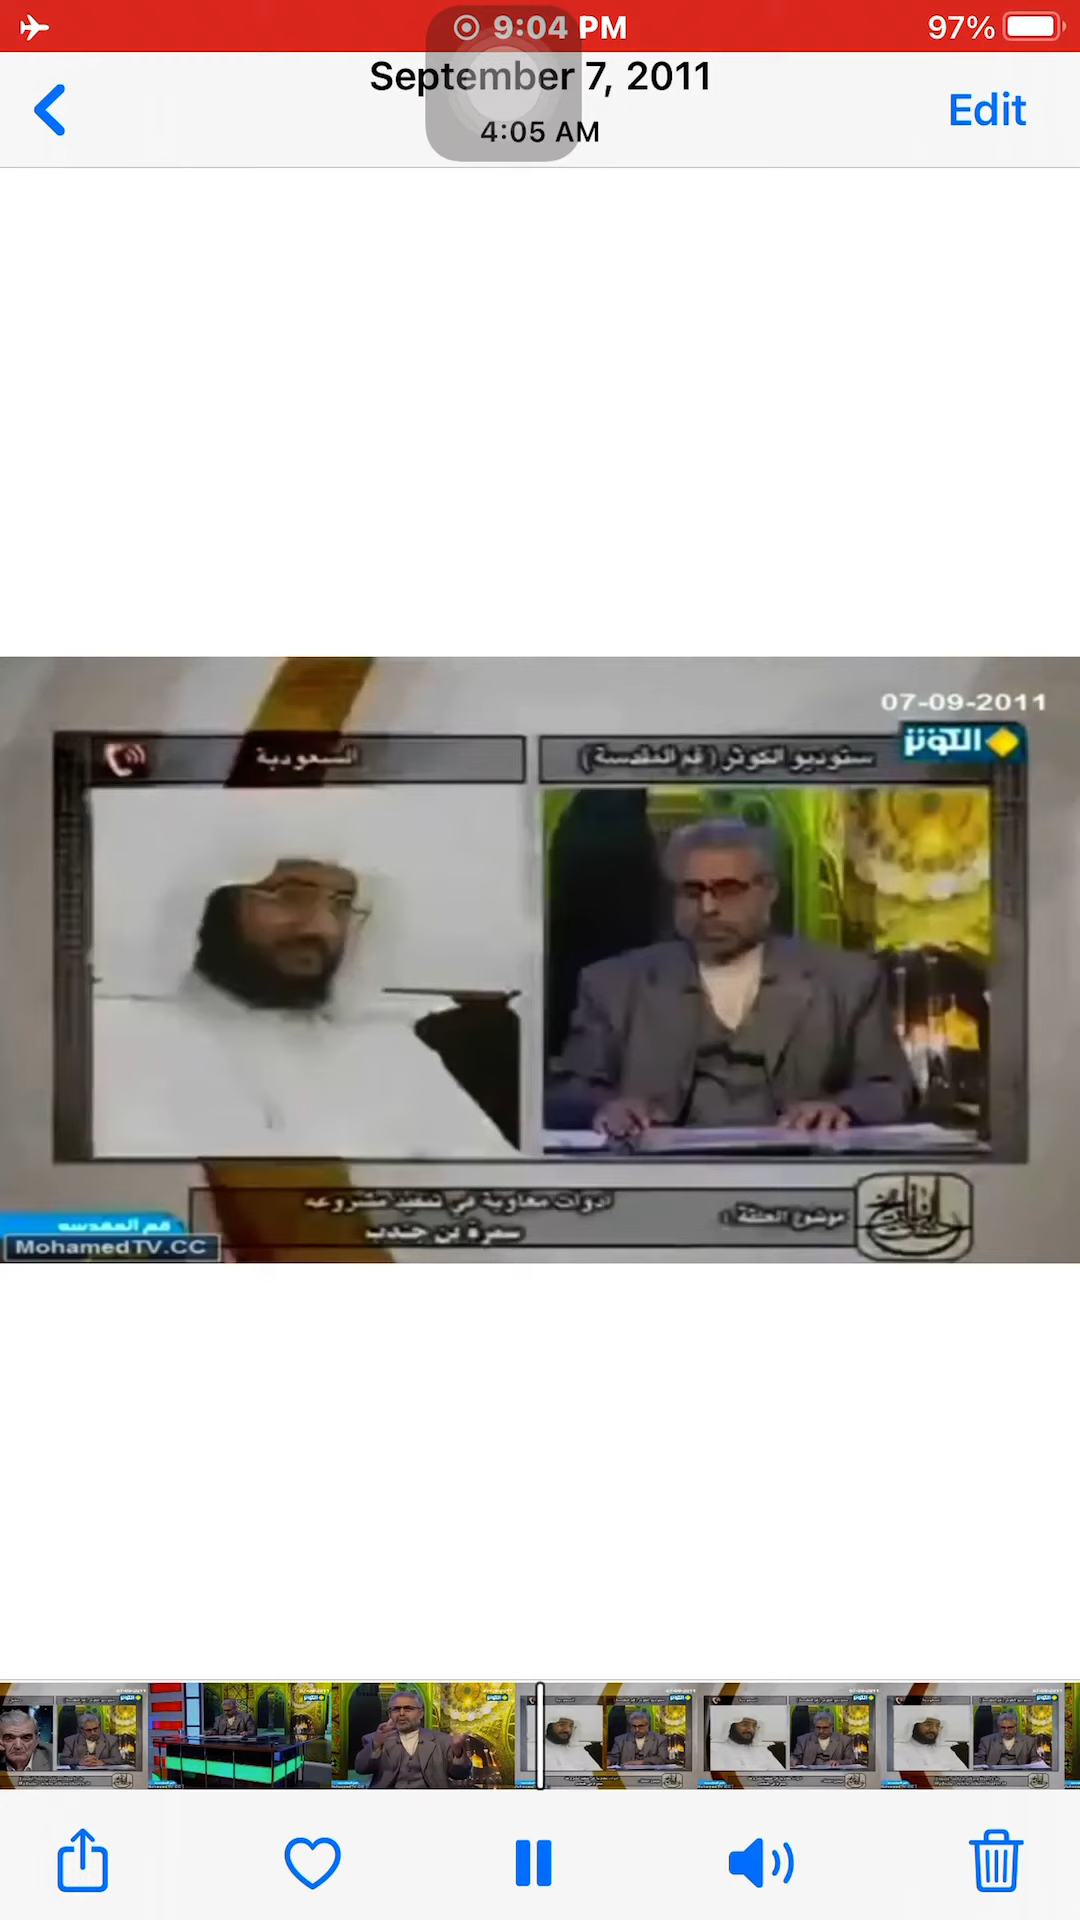 9:04 PM
97%
September 7, 2011
4:05 AM
Edit
07-09-2011
الكوثر
ستوديو الكوثر (قم المقدسة)
السعودية
موضوع الحلقة :
أدوات معاوية في تنفيذ مشروعه
سمرة بن جندب
قم المقدسة
MohamedTV.CC